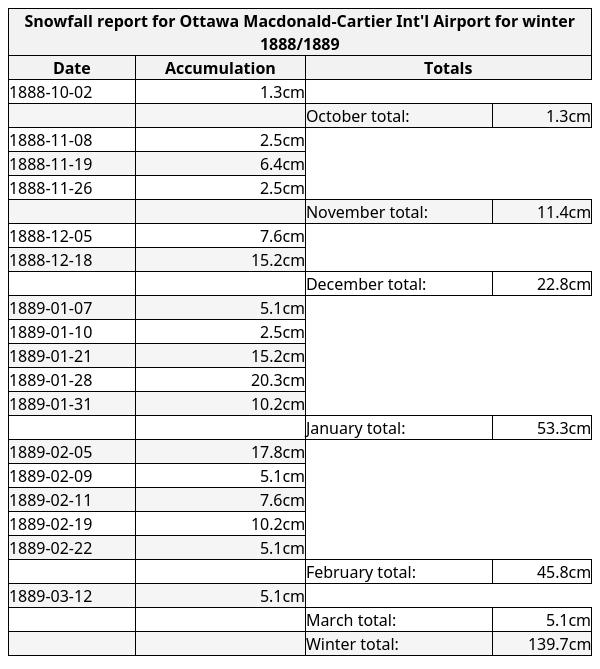 Snowfall report for Ottawa Macdonald-Cartier Int'l Airport for winter
1888/1889
Date Accumulation Totals
1888-10-02 1.3cm
October total: 1.3cm
1888-11-08 2.5cm
1888-11-19 6.4cm
1888-11-26 2.5cm
November total: 11.4cm
1888-12-05 7.6cm
1888-12-18 15.2cm
December total: 22.8cm
1889-01-07 5.1cm
1889-01-10 2.5cm
1889-01-21 15.2cm
1889-01-28 20.3cm
1889-01-31 10.2cm
January total: 53.3cm
1889-02-05 17.8cm
1889-02-09 5.1cm
1889-02-11 7.6cm
1889-02-19 10.2cm
1889-02-22 5.1cm
February total: 45.8cm
1889-03-12 5.1cm
March total: 5.1cm
Winter total: 139.7cm